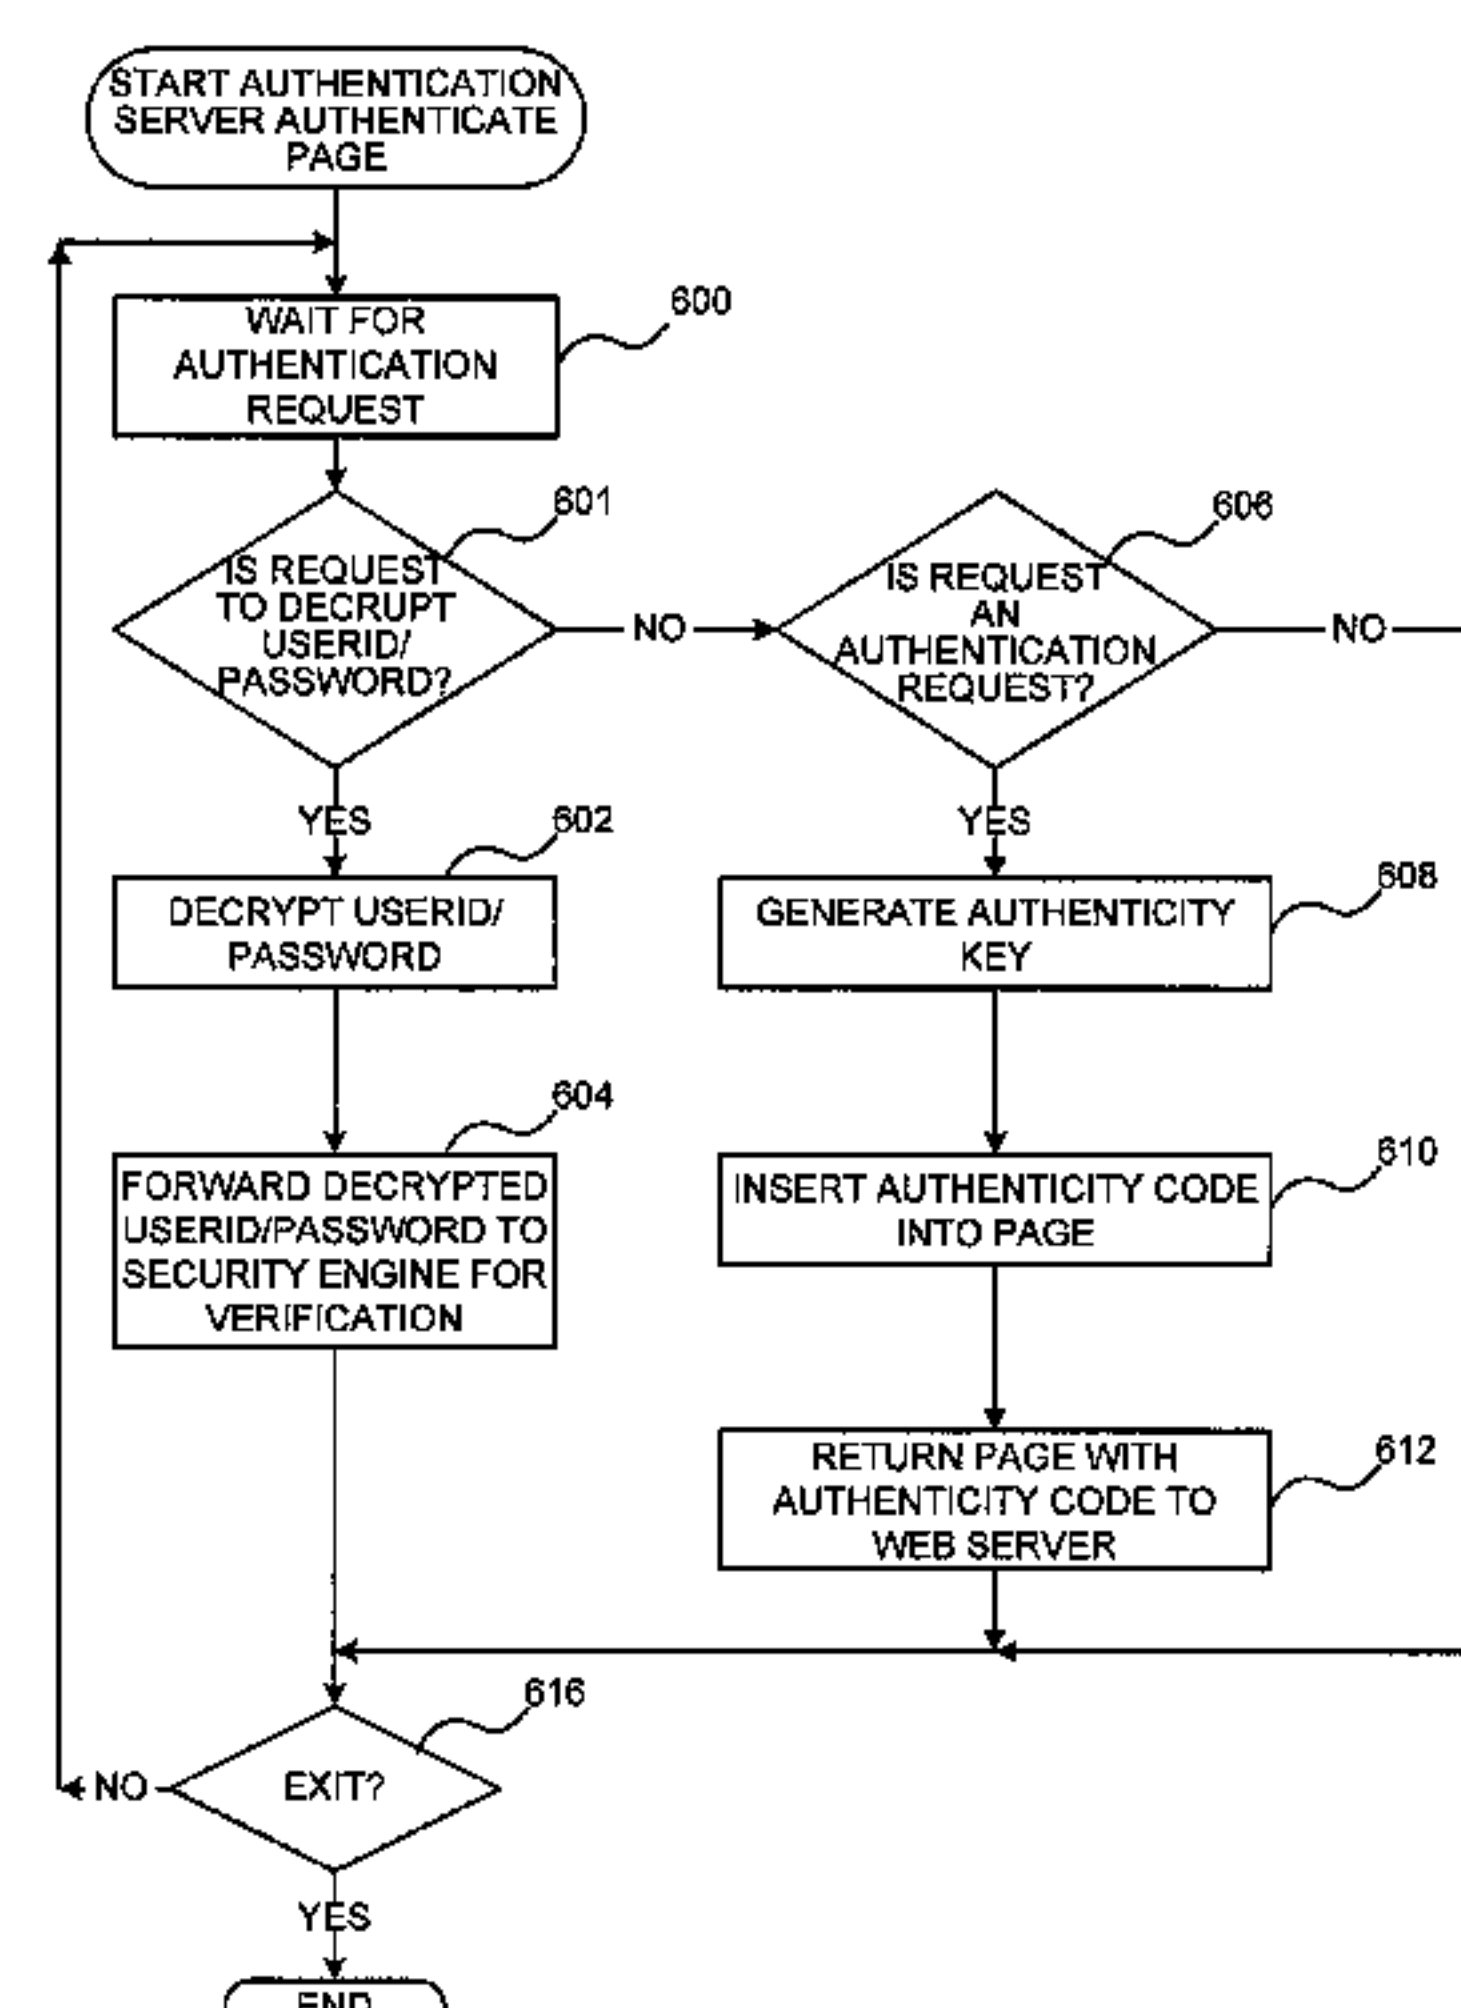 START AUTHENTICATION
SERVER AUTHENTICATE
PAGE
600
WAIT FOR
AUTHENTICATION
REQUEST
601
IS REQUEST
TO DECRUPT
USERID/
PASSWORD?
NO
606
IS REQUEST
AN
AUTHENTICATION
REQUEST?
NO
YES
602
YES
608
DECRYPT USERID/
PASSWORD
GENERATE AUTHENTICITY
KEY
604
FORWARD DECRYPTED
USERID/PASSWORD TO
SECURITY ENGINE FOR
VERIFICATION
610
INSERT AUTHENTICITY CODE
INTO PAGE
612
RETURN PAGE WITH
AUTHENTICITY CODE TO
WEB SERVER
616
NO
EXIT?
YES
END